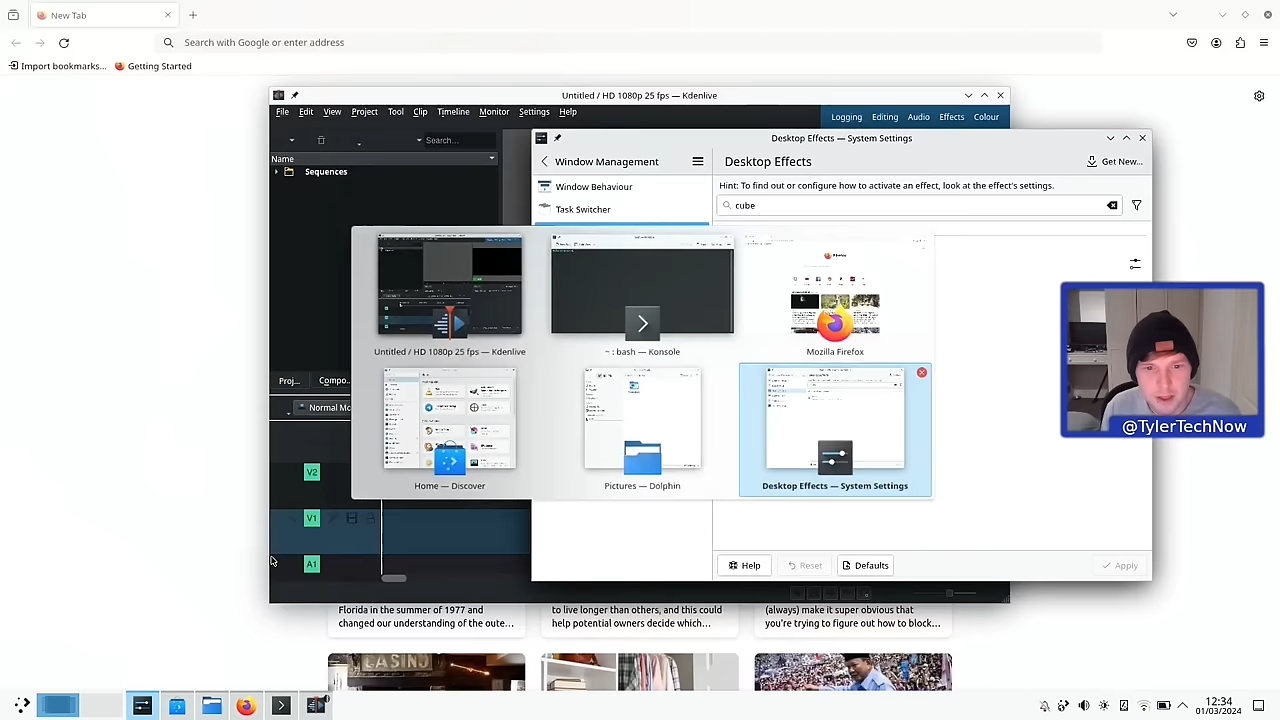 New Tab
Search with Google or enter address
Import bookmarks...
Getting Started
Untitled / HD 1080p 25 fps — Kdenlive
File Edit View Project Tool Clip Timeline Monitor Settings Help
Logging Editing Audio Effects Colour
Search...
Name
Sequences
Desktop Effects — System Settings
Window Management
Desktop Effects
Get New...
Window Behaviour
Hint: To find out or configure how to activate an effect, look at the effect's settings.
Task Switcher
cube
Untitled / HD 1080p 25 fps — Kdenlive
~ : bash — Konsole
Mozilla Firefox
Proj...
Compo...
Normal Mo
V2
Home — Discover
Pictures — Dolphin
Desktop Effects — System Settings
@TylerTechNow
V1
A1
Help
Reset
Defaults
Apply
Florida in the summer of 1977 and
changed our understanding of the oute...
to live longer than others, and this could
help potential owners decide which...
(always) make it super obvious that
you're trying to figure out how to block...
CASINO
12:34
01/03/2024